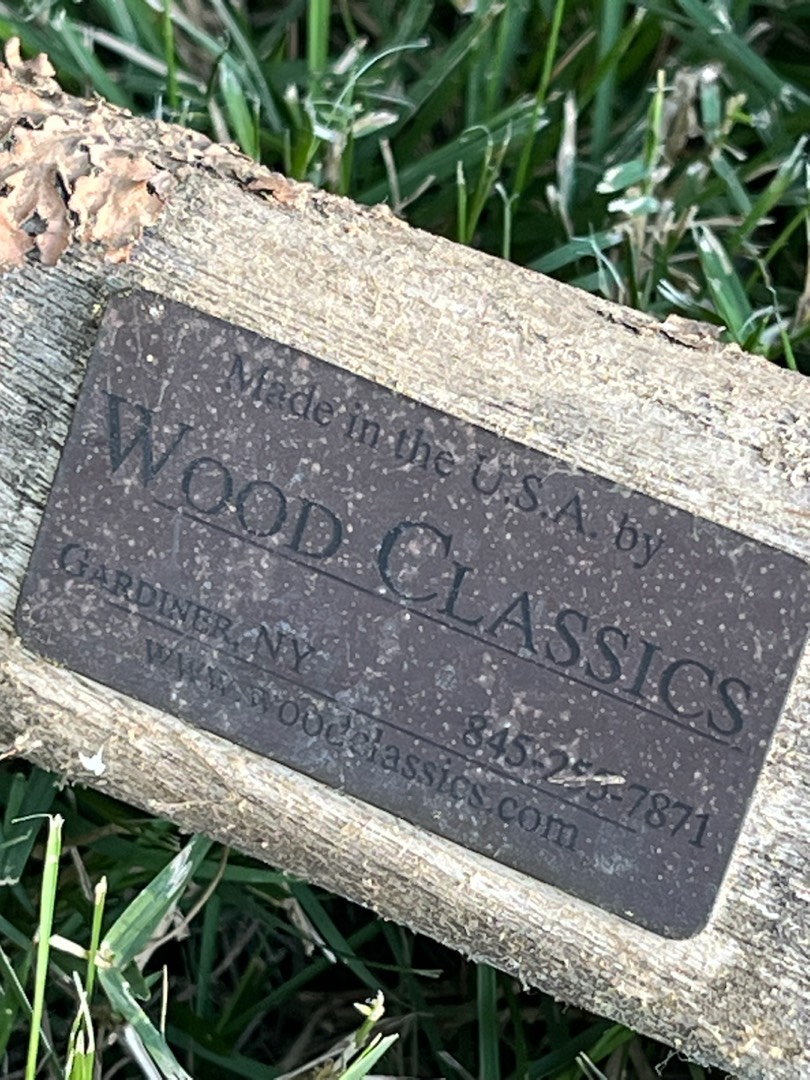 Made in the U.S.A. by
WOOD CLASSICS
GARDINER, NY 845-255-7871
www.woodclassics.com